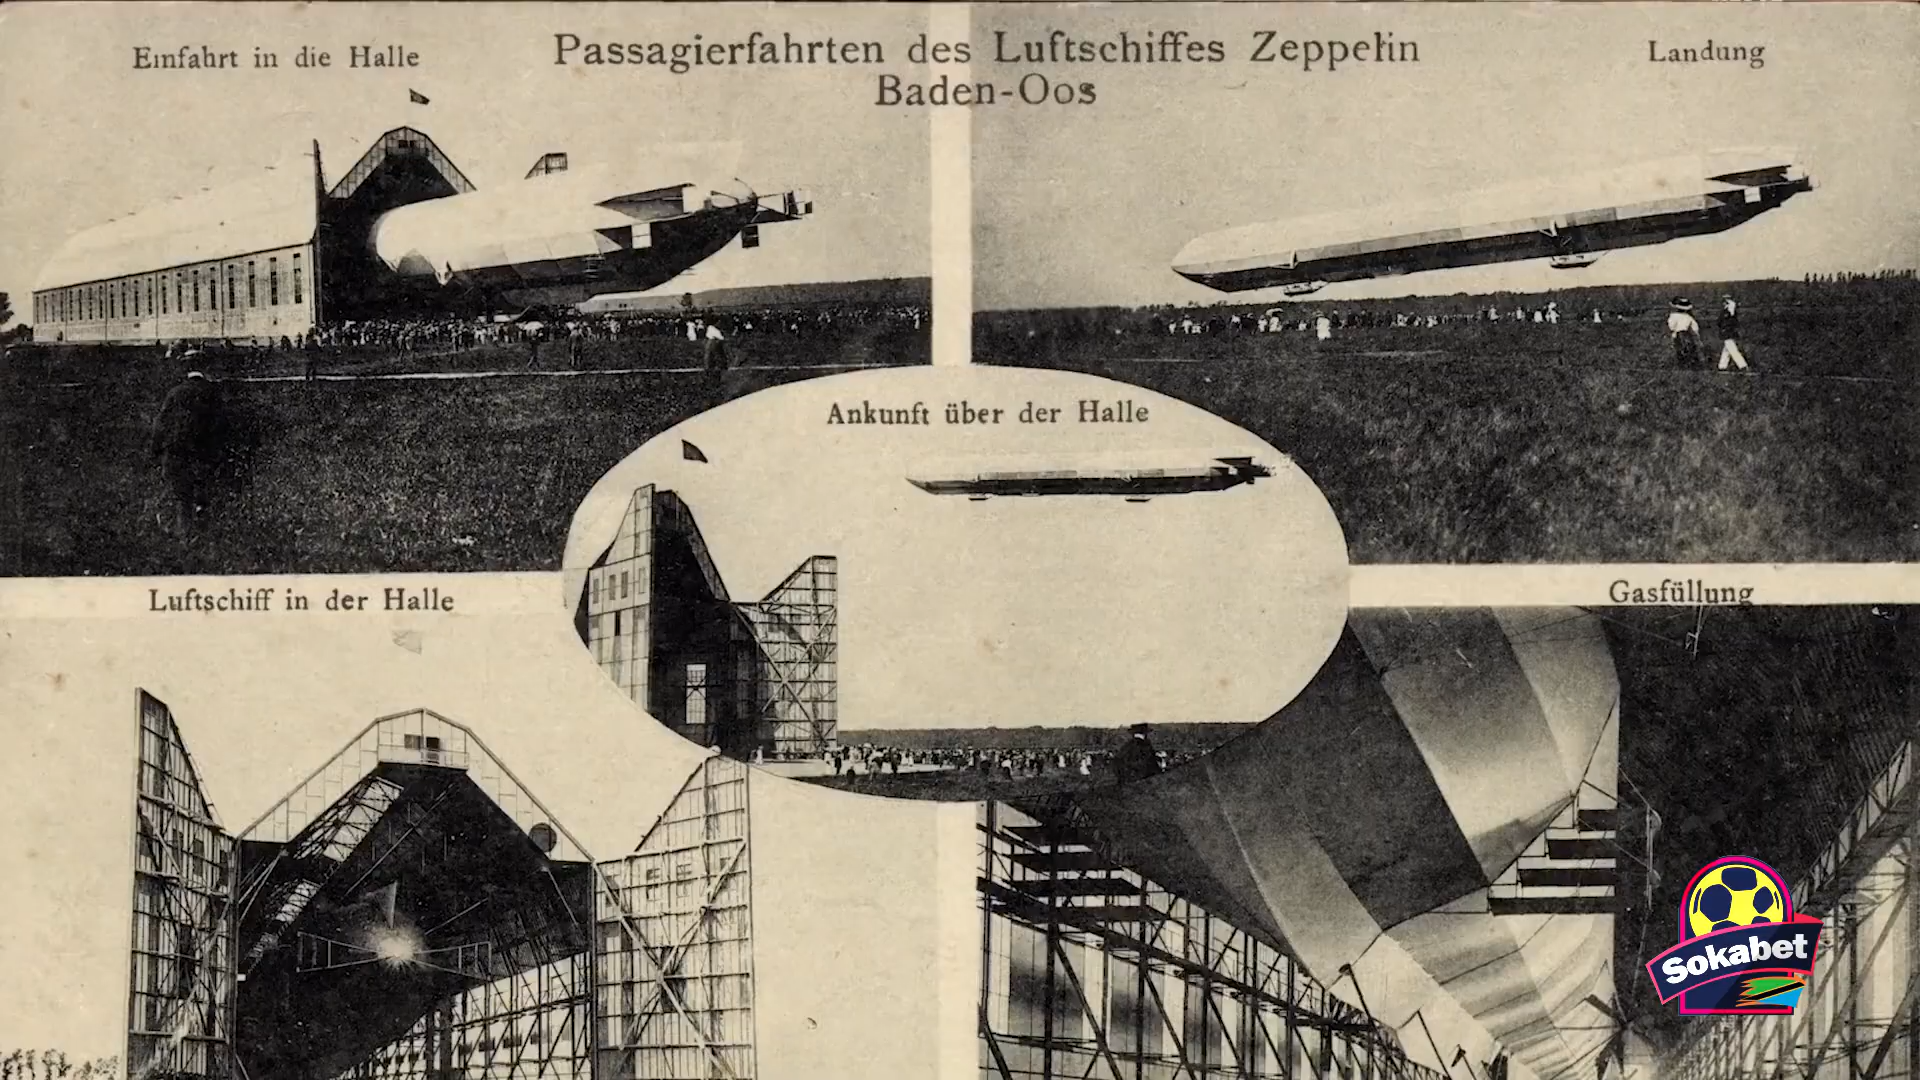 Einfahrt in die Halle
Passagierfahrten des Luftschiffes Zeppelin
Baden-Oos
Landung
Ankunft über der Halle
Luftschiff in der Halle
Gasfüllung
Sokabet